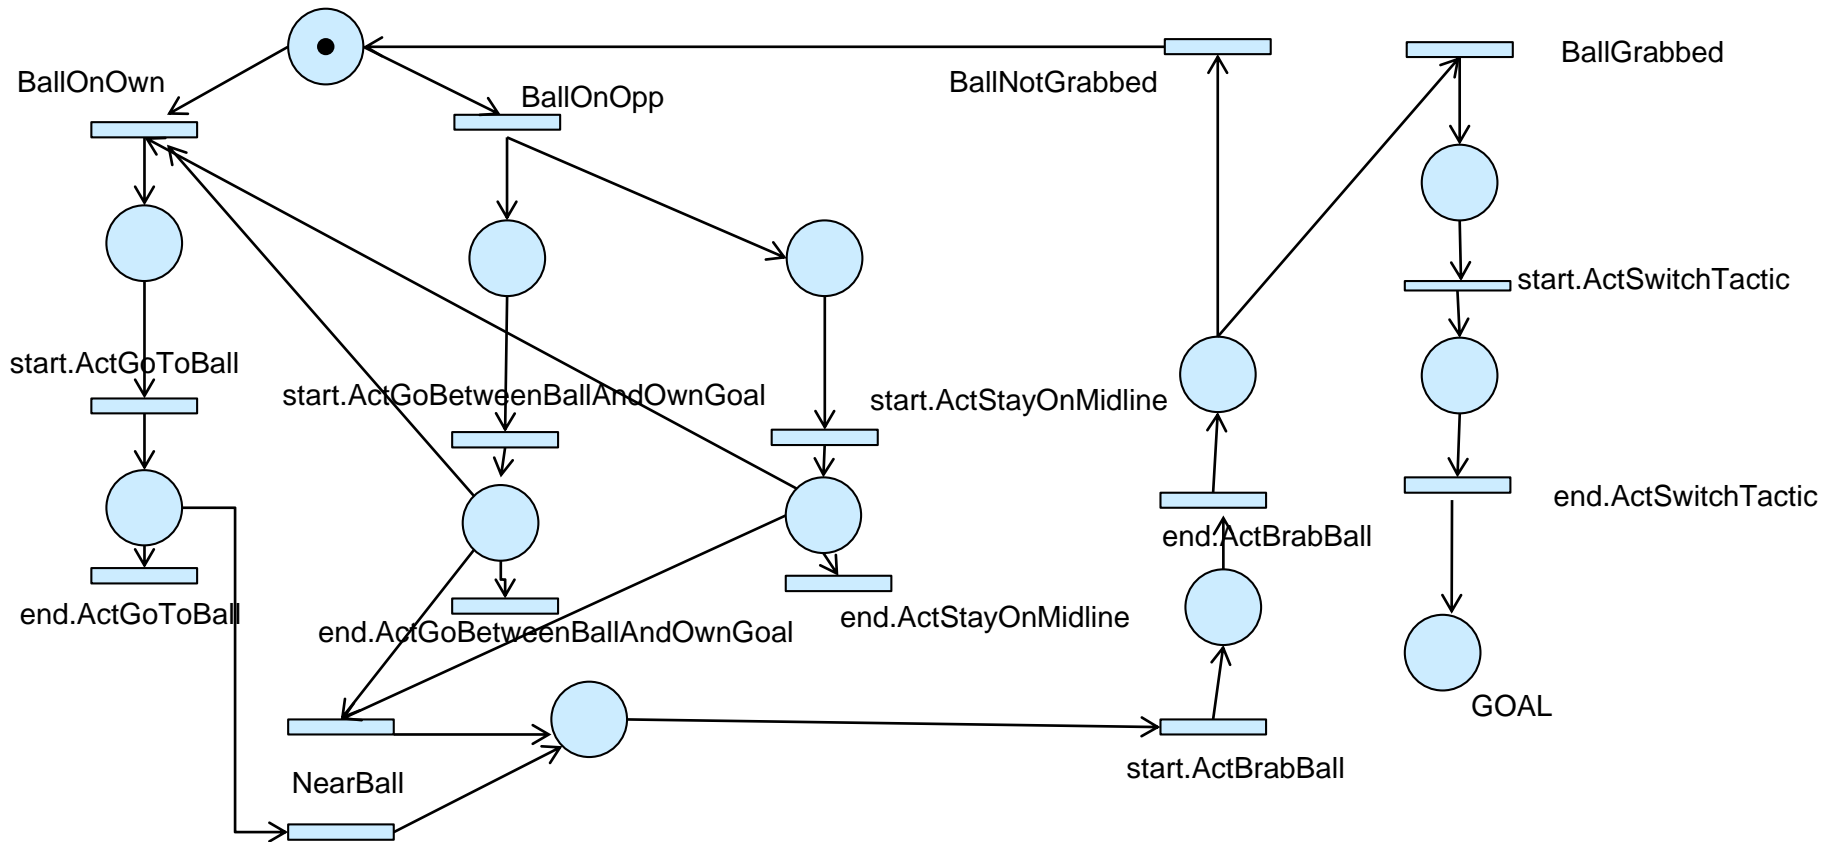 BallGrabbed
BallOnOwn
BallNotGrabbed
BallOnOpp
start.ActSwitchTactic
start.ActGoToBall
start.ActGoBetweenBallAndOwnGoal
start.ActStayOnMidline
end.ActSwitchTactic
end.ActBrabBall
end.ActGoToBall
end.ActStayOnMidline
end.ActGoBetweenBallAndOwnGoal
GOAL
start.ActBrabBall
NearBall